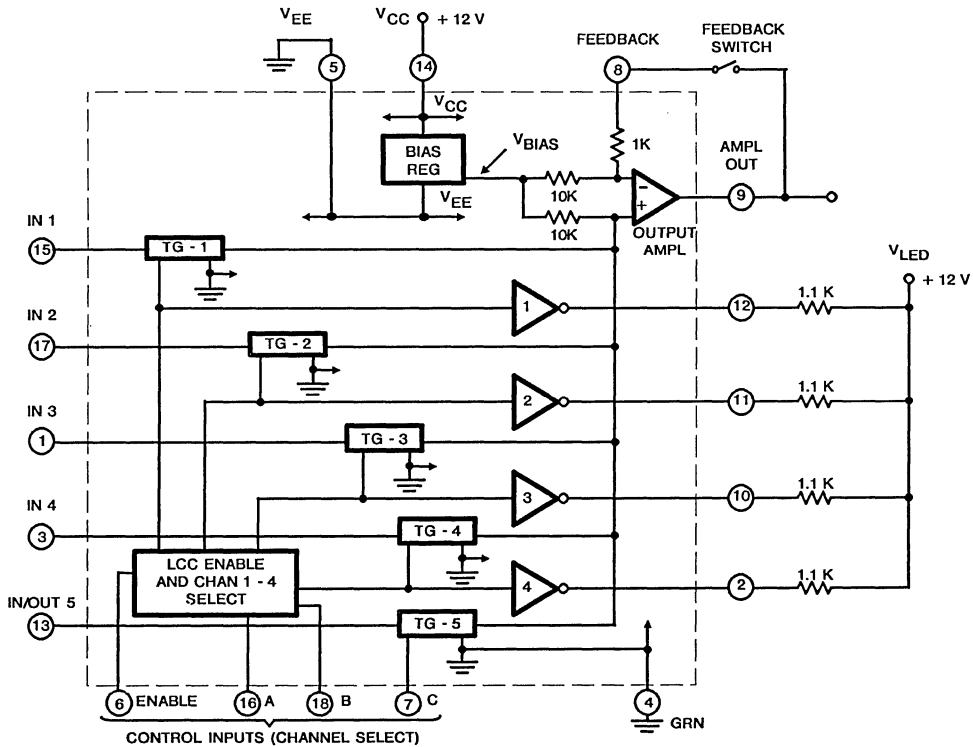 VEE
VCC
+ 12 V
FEEDBACK
FEEDBACK
SWITCH
5
14
8
VCC
BIAS
REG
VBIAS
1K
AMPL
OUT
VEE
10K
10K
-
+
OUTPUT
AMPL
9
IN 1
15
TG - 1
VLED
+ 12 V
1
12
1.1 K
IN 2
17
TG - 2
2
11
1.1 K
IN 3
1
TG - 3
3
10
1.1 K
IN 4
3
TG - 4
LCC ENABLE
AND CHAN 1 - 4
SELECT
4
2
1.1 K
IN/OUT 5
13
TG - 5
6 ENABLE
16 A
18 B
7 C
4
GRN
CONTROL INPUTS (CHANNEL SELECT)